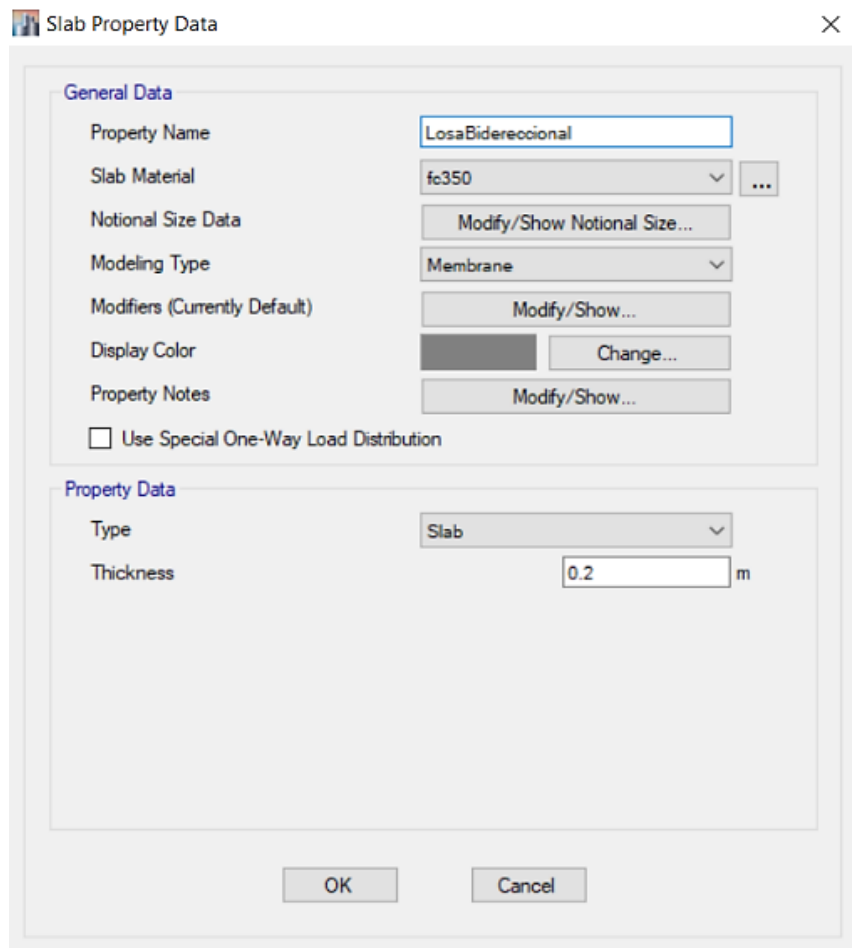 Slab Property Data
General Data
Property Name LosaBidereccional
Slab Material fc350 ...
Notional Size Data Modify/Show Notional Size...
Modeling Type Membrane
Modifiers (Currently Default) Modify/Show...
Display Color Change...
Property Notes Modify/Show...
Use Special One-Way Load Distribution
Property Data
Type Slab
Thickness 0.2 m
OK Cancel